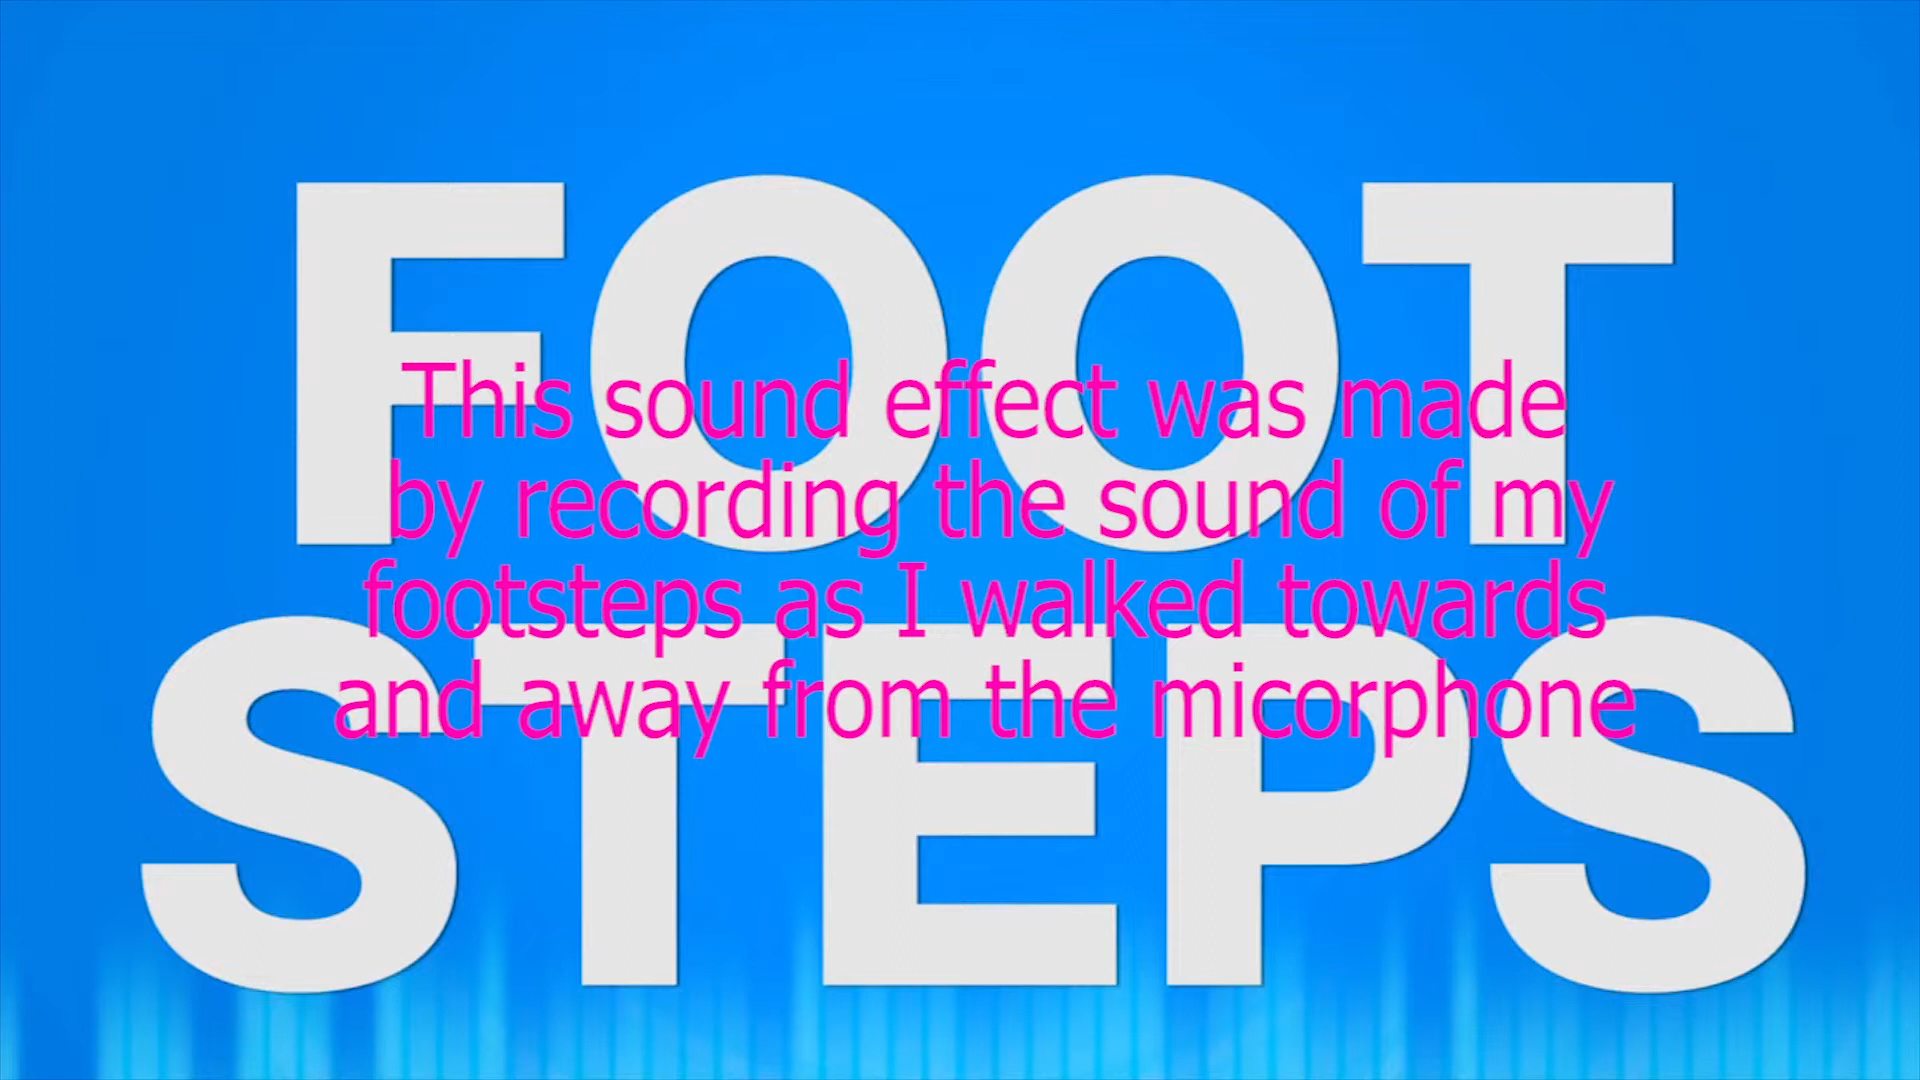 FOOT
STEPS
This sound effect was made
by recording the sound of my
footsteps as I walked towards
and away from the micorphone